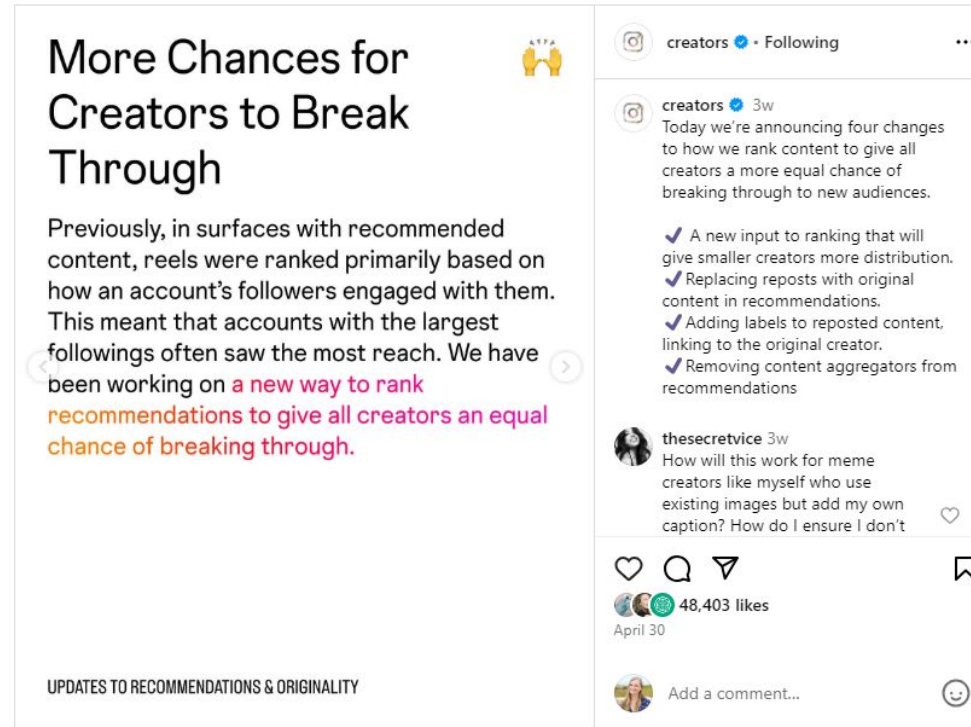 More Chances for
Creators to Break
Through
Previously, in surfaces with recommended
content, reels were ranked primarily based on
how an account’s followers engaged with them.
This meant that accounts with the largest
followings often saw the most reach. We have
been working on a new way to rank
recommendations to give all creators an equal
chance of breaking through.
UPDATES TO RECOMMENDATIONS & ORIGINALITY
creators • Following
creators 3w
Today we’re announcing four changes
to how we rank content to give all
creators a more equal chance of
breaking through to new audiences.
✔ A new input to ranking that will
give smaller creators more distribution.
✔Replacing reposts with original
content in recommendations.
✔Adding labels to reposted content,
linking to the original creator.
✔Removing content aggregators from
recommendations
thesecretvice 3w
How will this work for meme
creators like myself who use
existing images but add my own
caption? How do I ensure I don’t
48,403 likes
April 30
Add a comment...